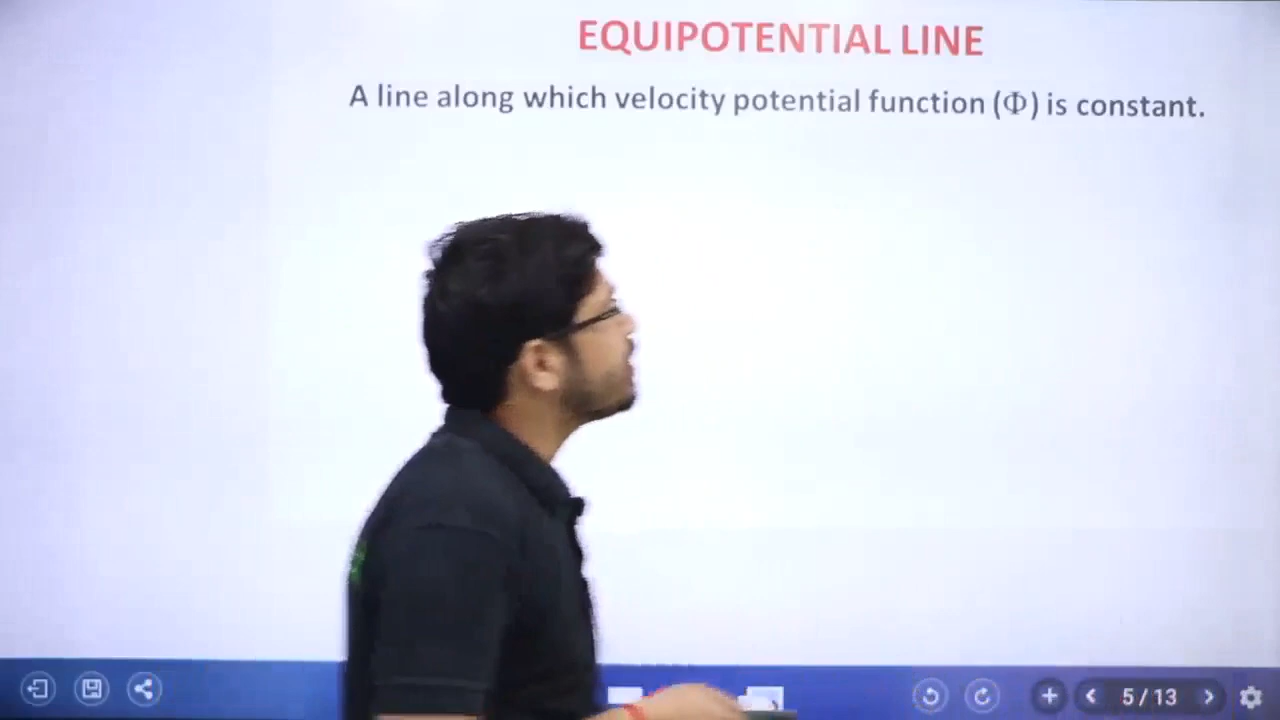 EQUIPOTENTIAL LINE
A line along which velocity potential function (Φ) is constant.
5 / 13